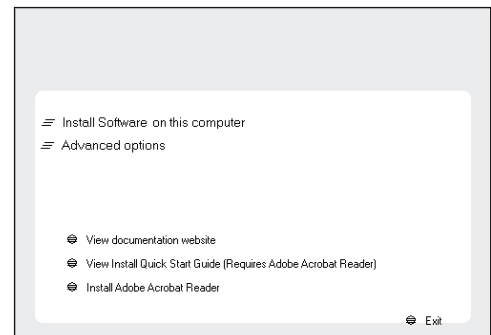 Install Software on this computer
Advanced options
View documentation website
View Install Quick Start Guide (Requires Adobe Acrobat Reader)
Install Adobe Acrobat Reader
Exit